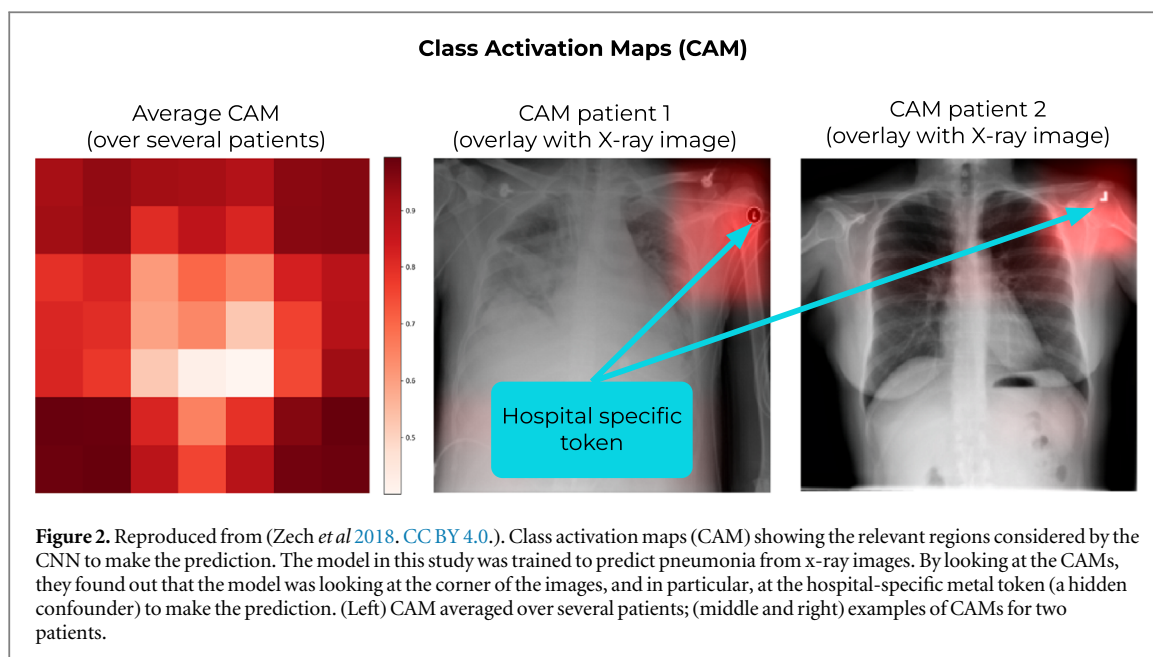 Class Activation Maps (CAM)
Average CAM
(over several patients)
CAM patient 1
(overlay with X-ray image)
CAM patient 2
(overlay with X-ray image)
0.9
0.8
0.7
0.6
0.5
L
L
Hospital specific
token
Figure 2. Reproduced from (Zech et al 2018. CC BY 4.0.). Class activation maps (CAM) showing the relevant regions considered by the
CNN to make the prediction. The model in this study was trained to predict pneumonia from x-ray images. By looking at the CAMs,
they found out that the model was looking at the corner of the images, and in particular, at the hospital-specific metal token (a hidden
confounder) to make the prediction. (Left) CAM averaged over several patients; (middle and right) examples of CAMs for two
patients.